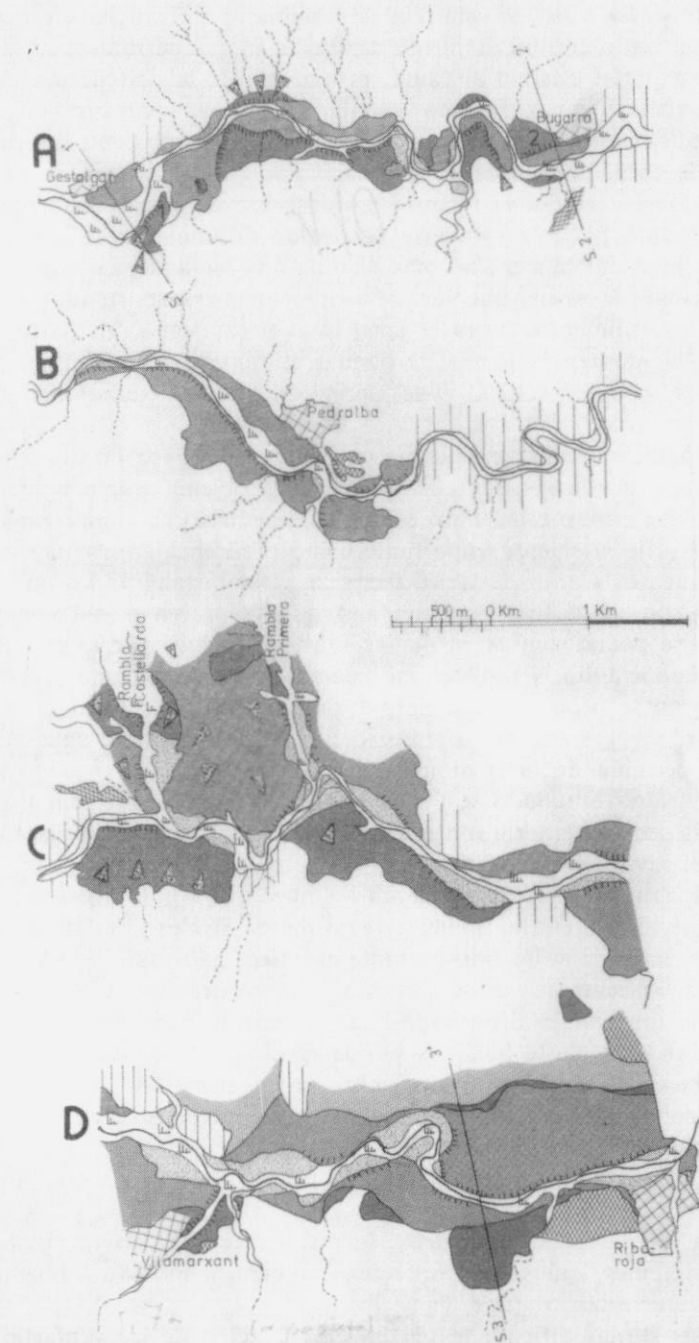 A
Gestalgar
Bugarra
2
S 2
S
B
Pedralba
500 m. 0 Km. 1 Km.
Rambla
Castellarda
Rambla
Primera
F
F
C
D
3'
Vilamarxant
Riba-
roja
S 3